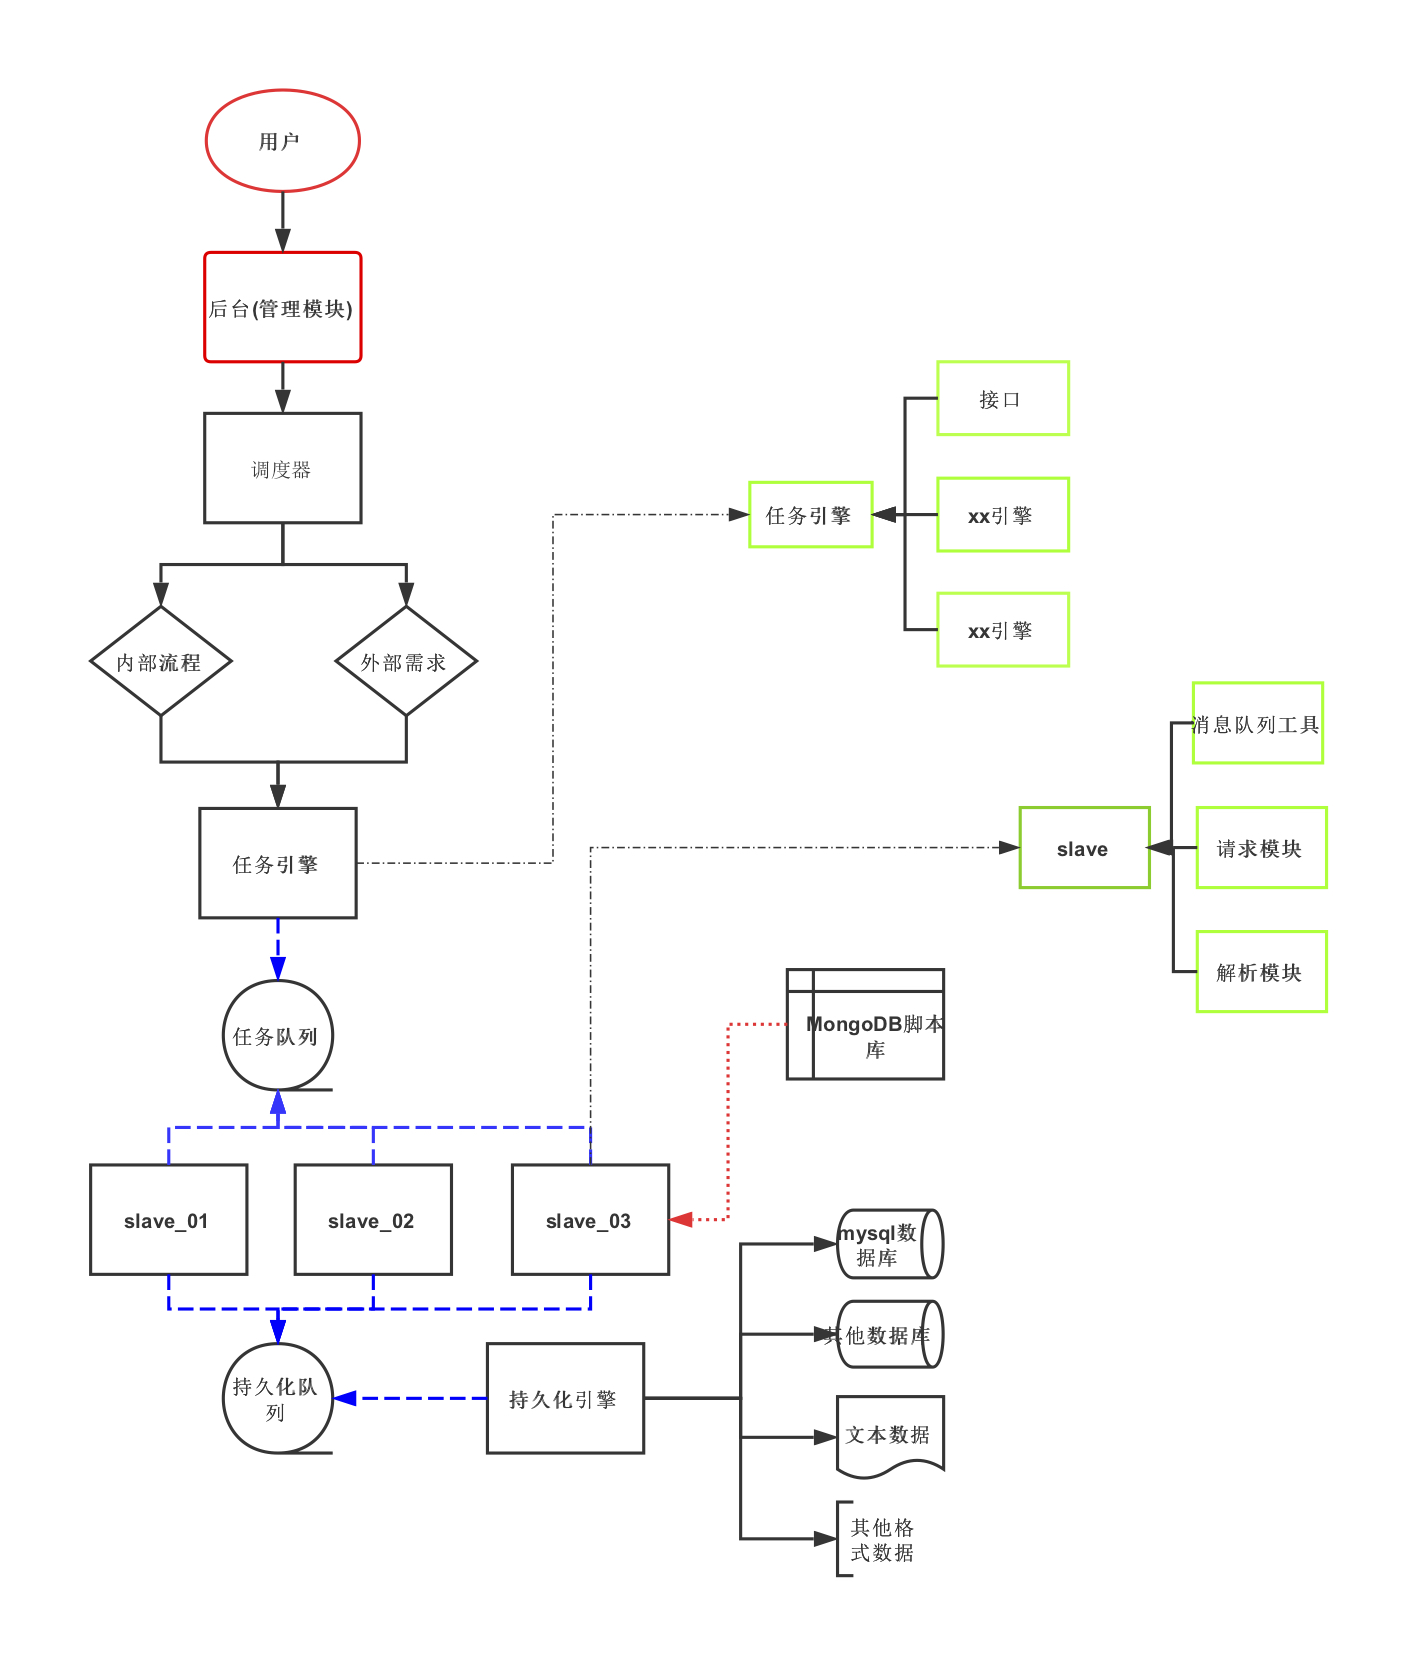 用户
后台(管理模块)
调度器
内部流程
外部需求
任务引擎
任务队列
slave_01
slave_02
slave_03
持久化队
列
持久化引擎
任务引擎
接口
xx引擎
xx引擎
slave
消息队列工具
请求模块
解析模块
MongoDB脚本
库
mysql数
据库
其他数据库
文本数据
其他格
式数据